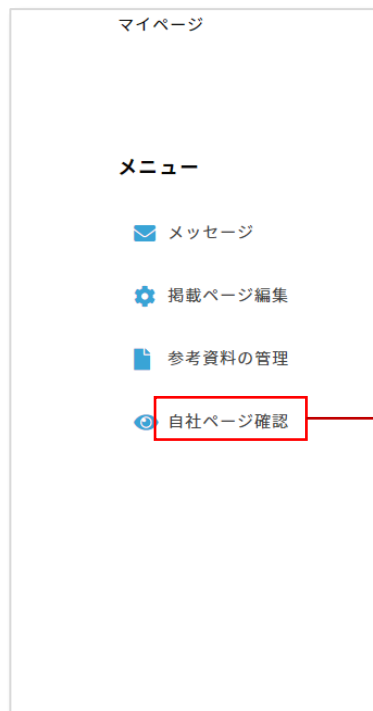 マイページ
メニュー
メッセージ
掲載ページ編集
参考資料の管理
自社ページ確認